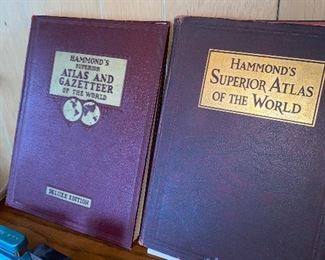 HAMMOND'S
SUPERIOR
ATLAS AND
GAZETTEER
OF THE WORLD
DELUXE EDITION
HAMMOND'S
SUPERIOR ATLAS
OF THE WORLD